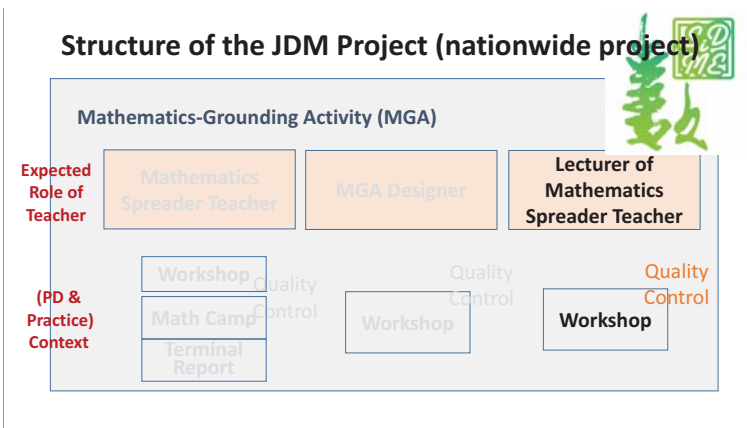 Structure of the JDM Project (nationwide project)
Mathematics-Grounding Activity (MGA)
Expected
Role of
Teacher
Mathematics
Spreader Teacher
MGA Designer
Lecturer of
Mathematics
Spreader Teacher
(PD &
Practice)
Context
Workshop
Math Camp
Terminal
Report
Quality
Control
Workshop
Quality
Control
Workshop
Quality
Control